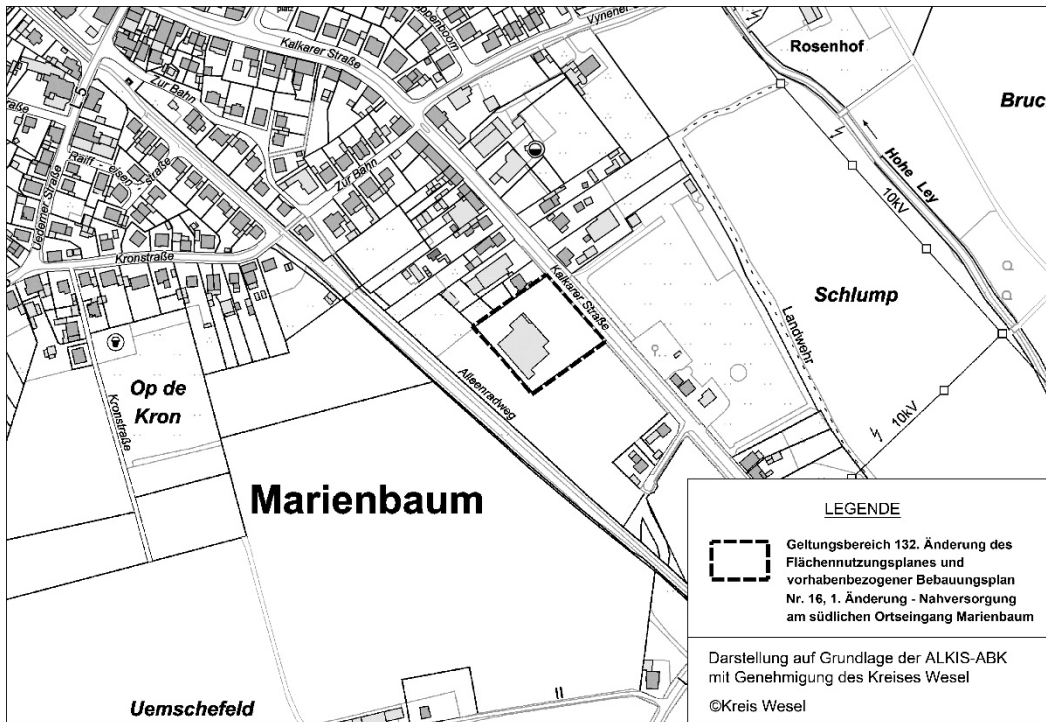 platz
ppenboom
Vynener
Kalkarer Straße
Rosenhof
Bruc
Zur Bahn
Hohe Ley
10kV
Raiff - eisen - straße
Zur Bahn
Uedemer Straße
Kronstraße
Kalkarer Straße
Schlump
Landwehr
Alleenradweg
Op de
Kron
Kronstraße
10kV
Marienbaum
LEGENDE
Geltungsbereich 132. Änderung des
Flächennutzungsplanes und
vorhabenbezogener Bebauungsplan
Nr. 16, 1. Änderung - Nahversorgung
am südlichen Ortseingang Marienbaum
Darstellung auf Grundlage der ALKIS-ABK
mit Genehmigung des Kreises Wesel
©Kreis Wesel
Uemschefeld